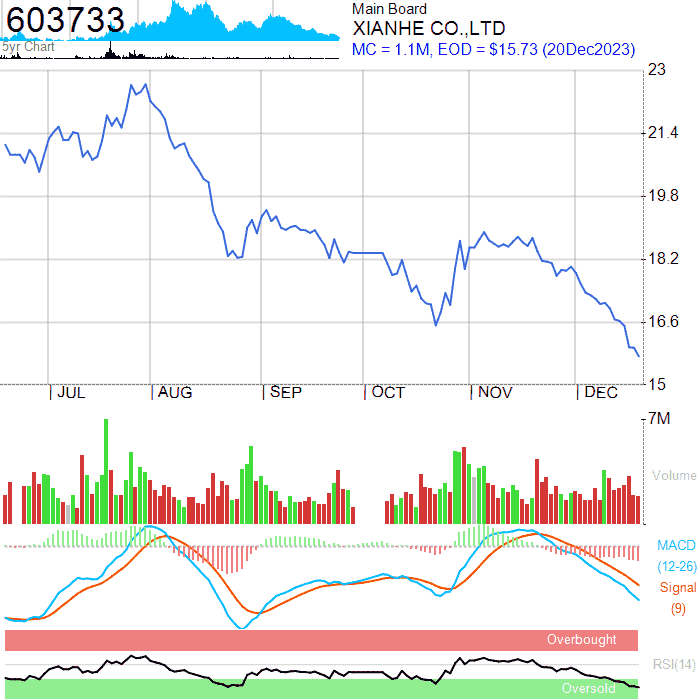 603733
5yr Chart
Main Board
XIANHE CO.,LTD
MC = 1.1M, EOD = $15.73 (20Dec2023)
23
21.4
19.8
18.2
16.6
15
JUL AUG SEP OCT NOV DEC
7M
Volume
MACD
(12-26)
Signal
(9)
Overbought
RSI(14)
Oversold